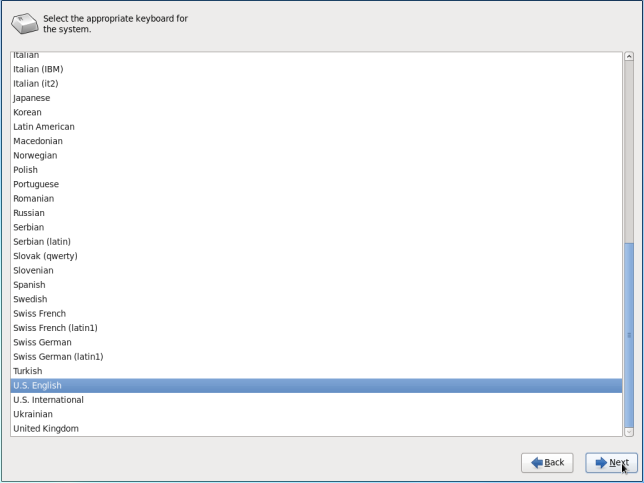 Select the appropriate keyboard for
the system.
Italian
Italian (IBM)
Italian (it2)
Japanese
Korean
Latin American
Macedonian
Norwegian
Polish
Portuguese
Romanian
Russian
Serbian
Serbian (latin)
Slovak (qwerty)
Slovenian
Spanish
Swedish
Swiss French
Swiss French (latin1)
Swiss German
Swiss German (latin1)
Turkish
U.S. English
U.S. International
Ukrainian
United Kingdom
Back Next